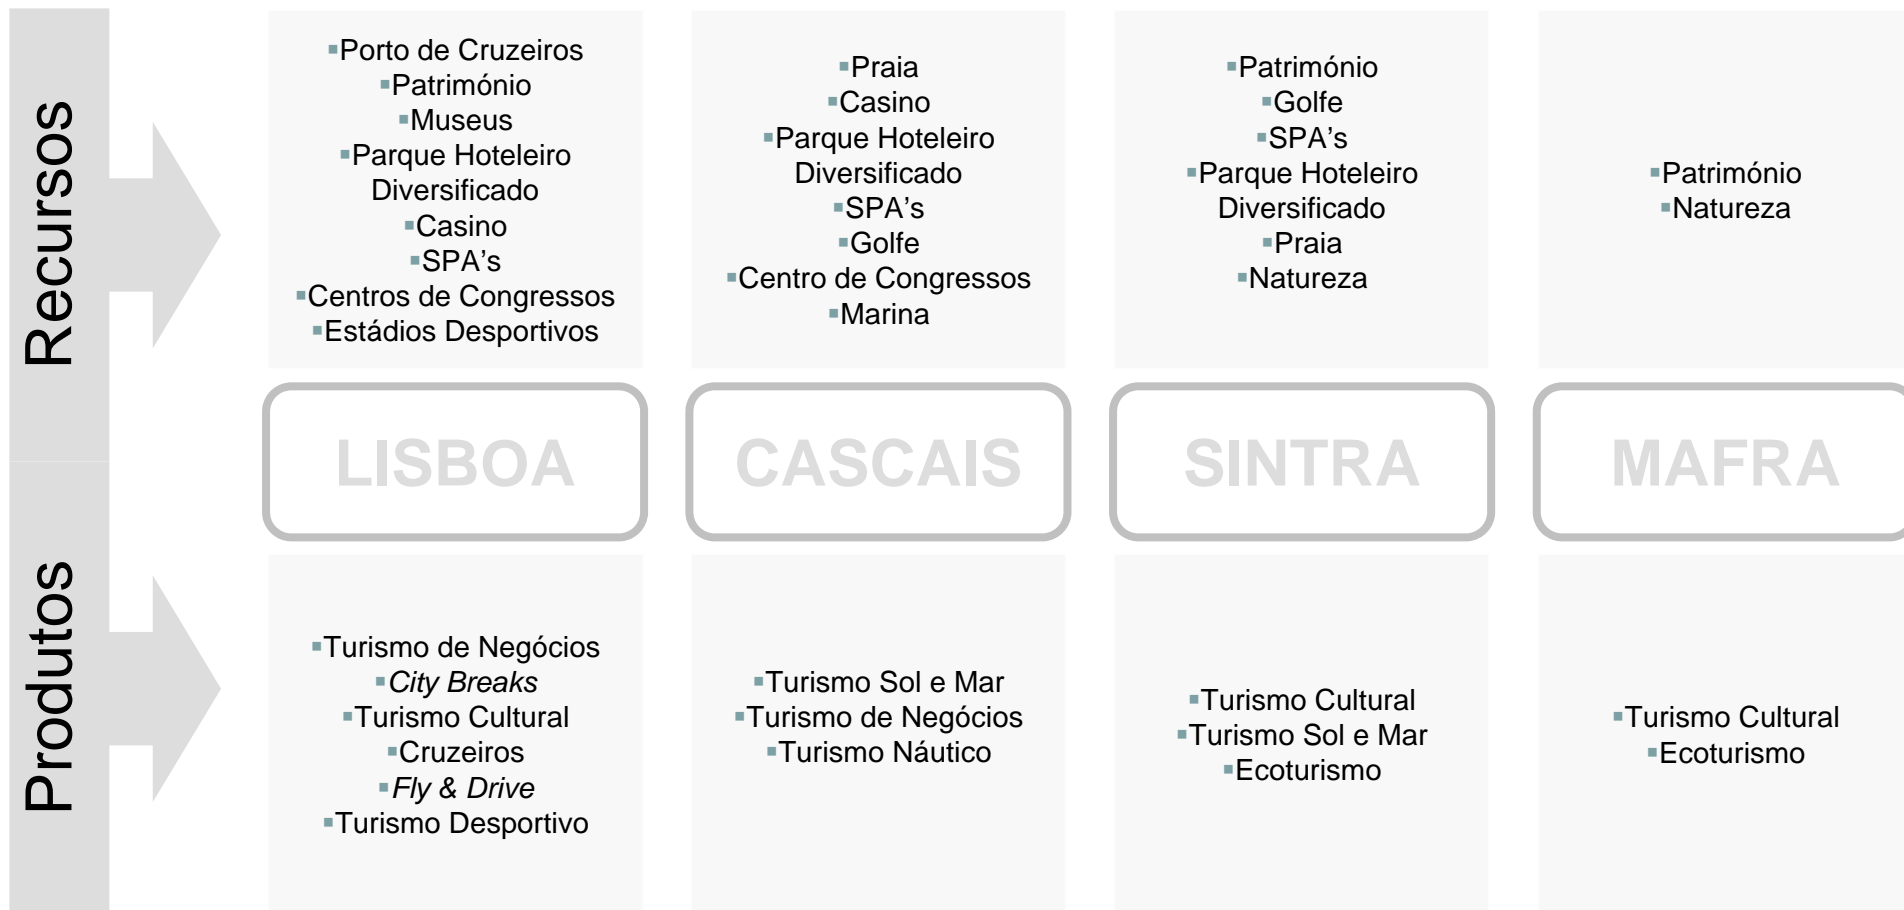 Recursos
▪Porto de Cruzeiros
▪Património
▪Museus
▪Parque Hoteleiro
Diversificado
▪Casino
▪SPA’s
▪Centros de Congressos
▪Estádios Desportivos
▪Praia
▪Casino
▪Parque Hoteleiro
Diversificado
▪SPA’s
▪Golfe
▪Centro de Congressos
▪Marina
▪Património
▪Golfe
▪SPA’s
▪Parque Hoteleiro
Diversificado
▪Praia
▪Natureza
▪Património
▪Natureza
LISBOA
CASCAIS
SINTRA
MAFRA
Produtos
▪Turismo de Negócios
▪City Breaks
▪Turismo Cultural
▪Cruzeiros
▪Fly & Drive
▪Turismo Desportivo
▪Turismo Sol e Mar
▪Turismo de Negócios
▪Turismo Náutico
▪Turismo Cultural
▪Turismo Sol e Mar
▪Ecoturismo
▪Turismo Cultural
▪Ecoturismo